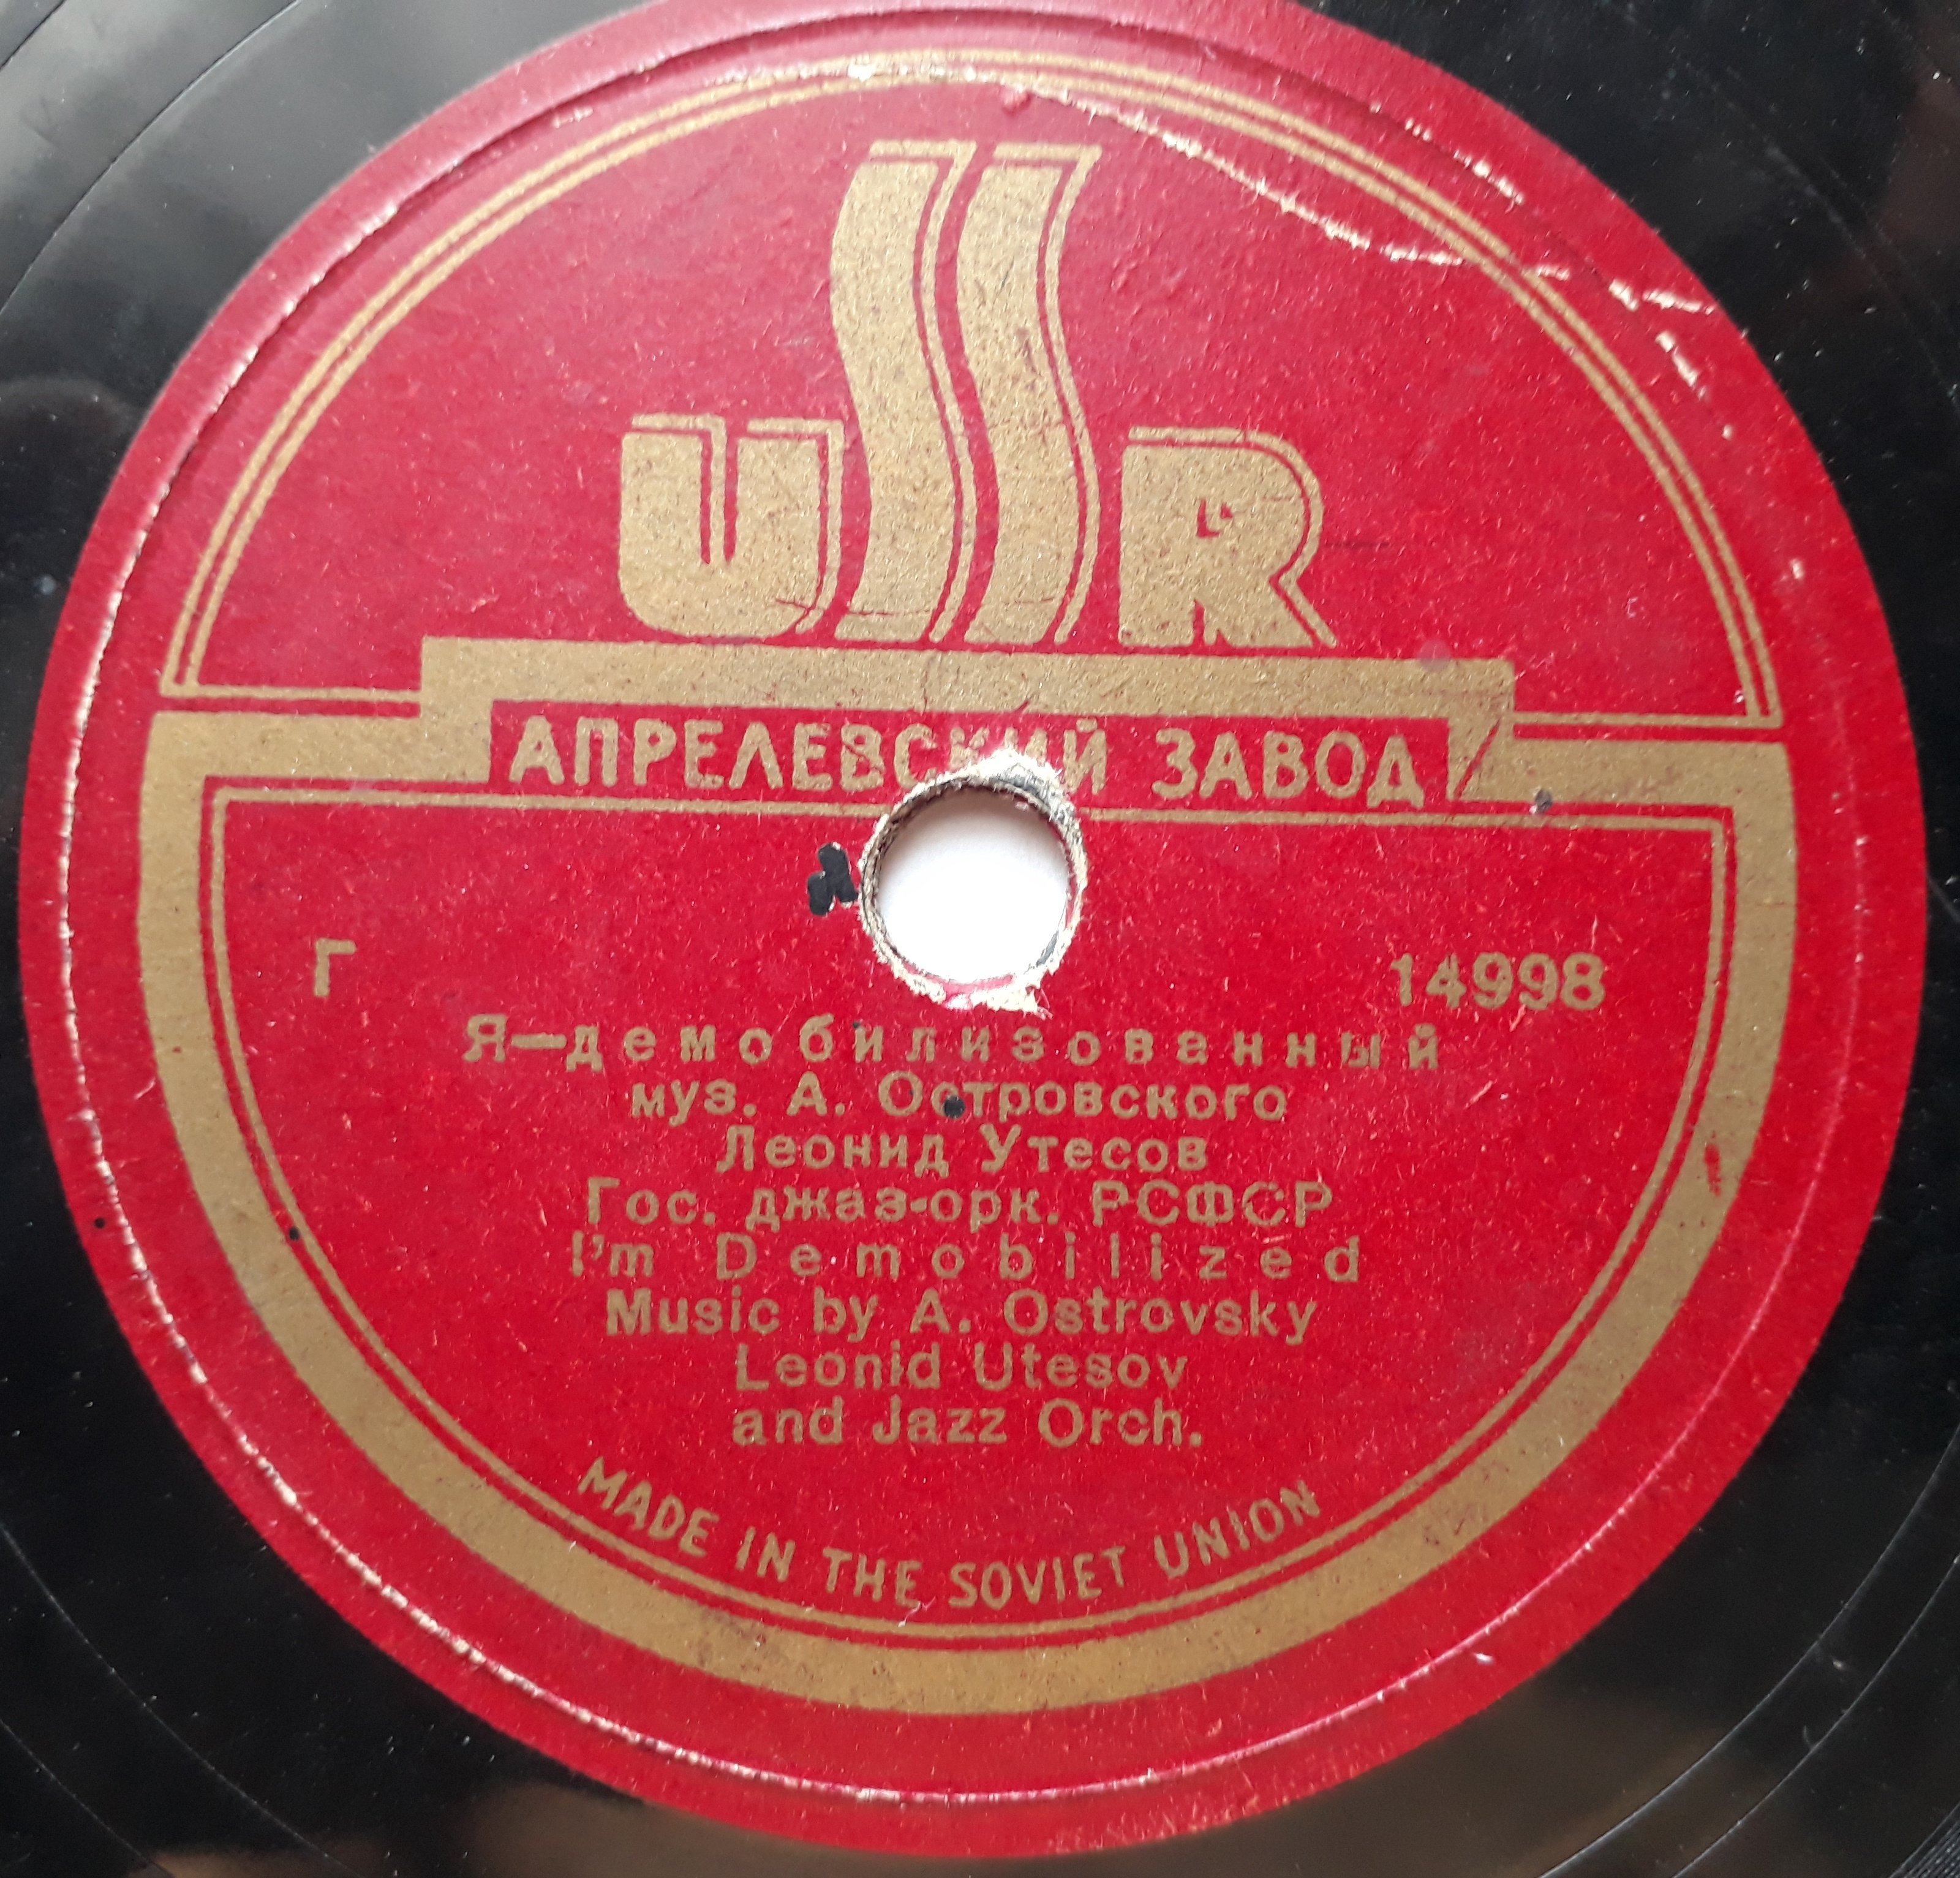 USSR
АПРЕЛЕВСКИЙ ЗАВОД
Г 14998
Я—демобилизованный
муз. А. Островского
Леонид Утесов
Гос. джаз-орк. РСФСР
I'm Demobilized
Music by A. Ostrovsky
Leonid Utesov
and Jazz Orch.
MADE IN THE SOVIET UNION